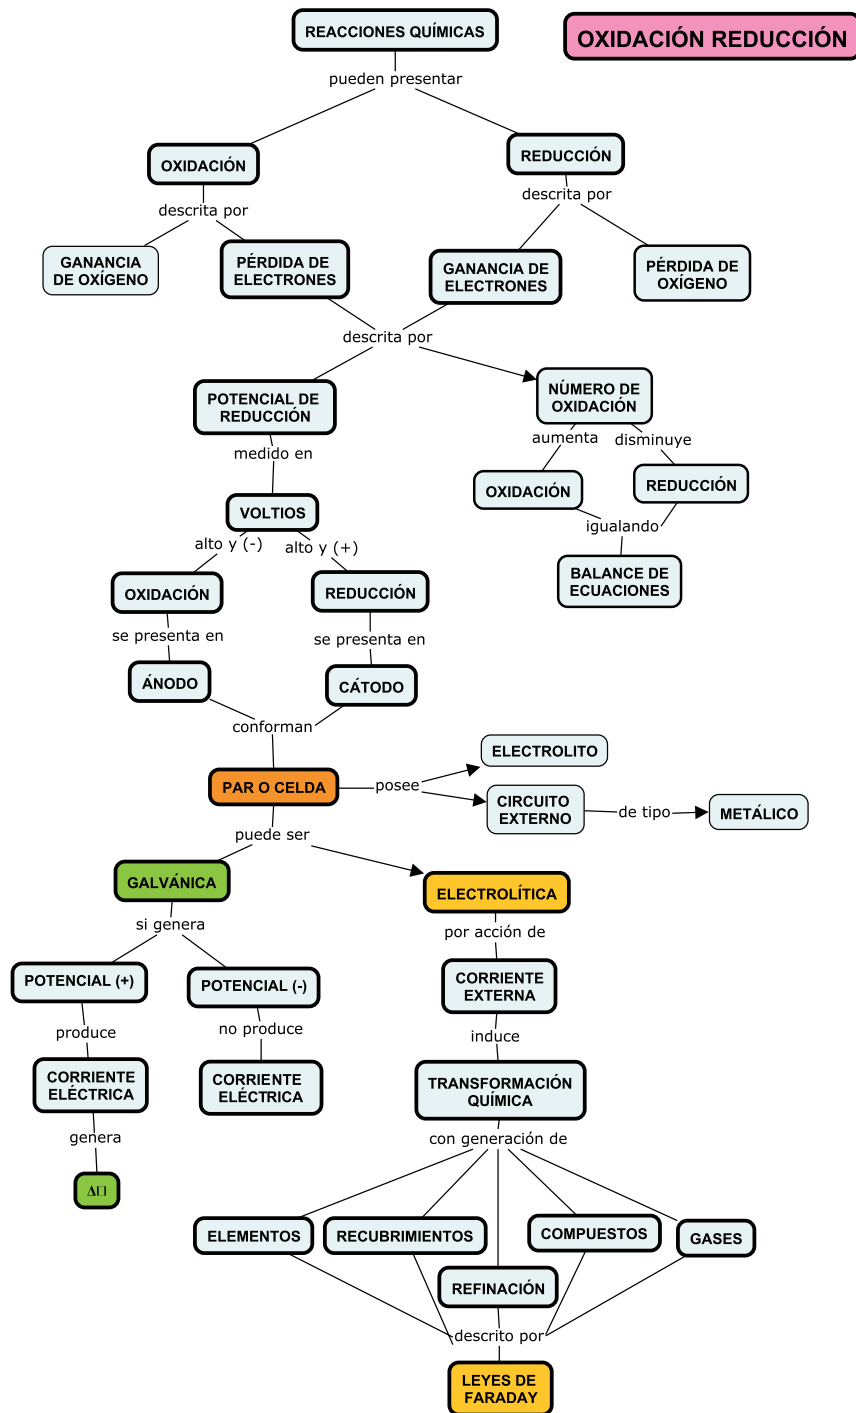 REACCIONES QUÍMICAS
OXIDACIÓN REDUCCIÓN
pueden presentar
OXIDACIÓN
REDUCCIÓN
descrita por
descrita por
GANANCIA
DE OXÍGENO
PÉRDIDA DE
ELECTRONES
GANANCIA DE
ELECTRONES
PÉRDIDA DE
OXÍGENO
descrita por
POTENCIAL DE
REDUCCIÓN
NÚMERO DE
OXIDACIÓN
medido en
aumenta
disminuye
OXIDACIÓN
REDUCCIÓN
VOLTIOS
igualando
alto y (-)
alto y (+)
BALANCE DE
ECUACIONES
OXIDACIÓN
REDUCCIÓN
se presenta en
se presenta en
ÁNODO
CÁTODO
conforman
ELECTROLITO
PAR O CELDA
posee
CIRCUITO
EXTERNO
de tipo
METÁLICO
puede ser
GALVÁNICA
ELECTROLÍTICA
si genera
por acción de
POTENCIAL (+)
POTENCIAL (-)
CORRIENTE
EXTERNA
produce
no produce
induce
CORRIENTE
ELÉCTRICA
CORRIENTE
ELÉCTRICA
TRANSFORMACIÓN
QUÍMICA
genera
con generación de
Δ□
ELEMENTOS
RECUBRIMIENTOS
COMPUESTOS
GASES
REFINACIÓN
descrito por
LEYES DE
FARADAY